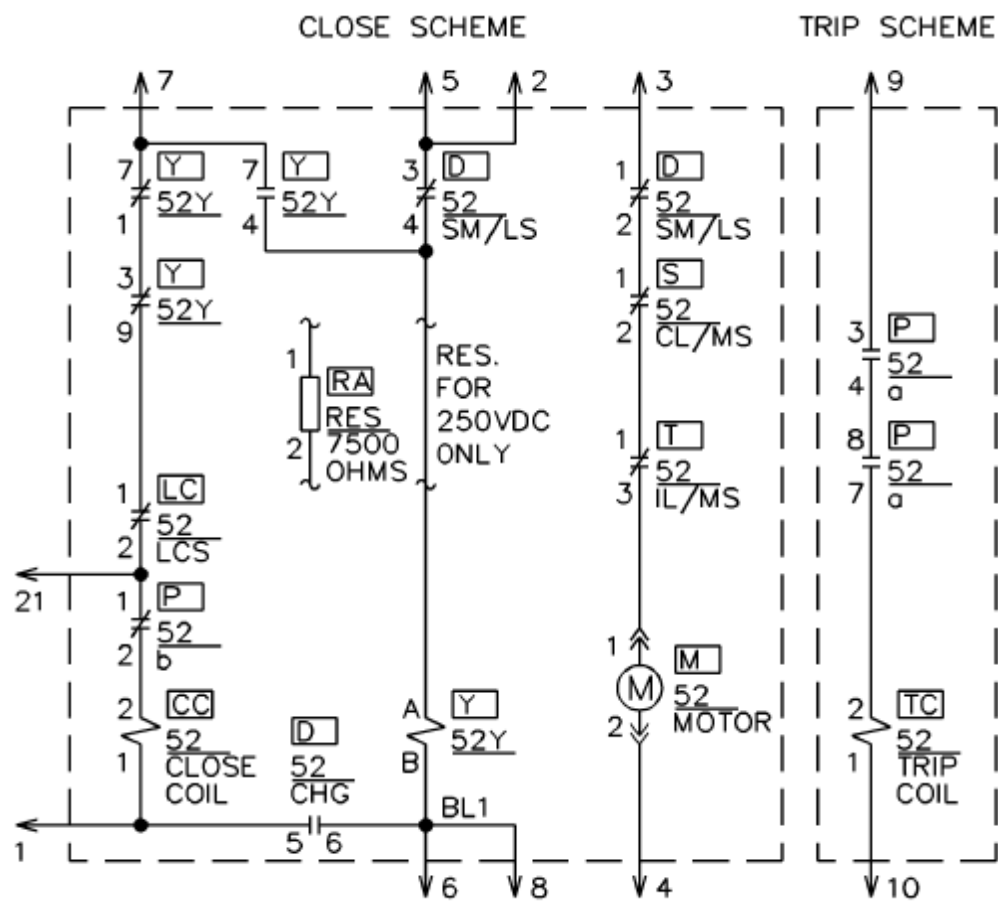 CLOSE SCHEME
TRIP SCHEME
7
5
2
3
9
7
Y
52Y
1
7
Y
52Y
4
3
D
52
SM/LS
4
1
D
52
SM/LS
2
3
Y
52Y
9
1
S
52
CL/MS
2
3
P
52
a
4
1
RA
RES
7500
OHMS
2
RES.
FOR
250VDC
ONLY
1
T
52
IL/MS
3
8
P
52
a
7
1
LC
52
LCS
2
21
1
P
52
b
2
2
CC
52
CLOSE
COIL
1
D
52
CHG
5 6
A
Y
52Y
B
BL1
1
M
M
52
MOTOR
2
2
TC
52
TRIP
COIL
1
1
6
8
4
10